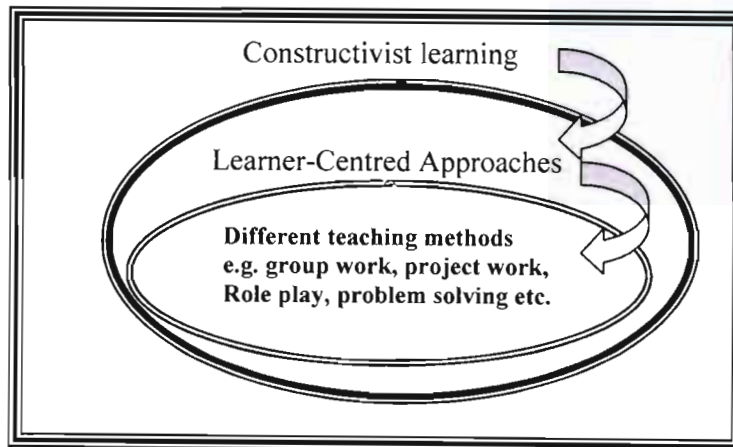 Constructivist learning
Learner-Centred Approaches
Different teaching methods
e.g. group work, project work,
Role play, problem solving etc.